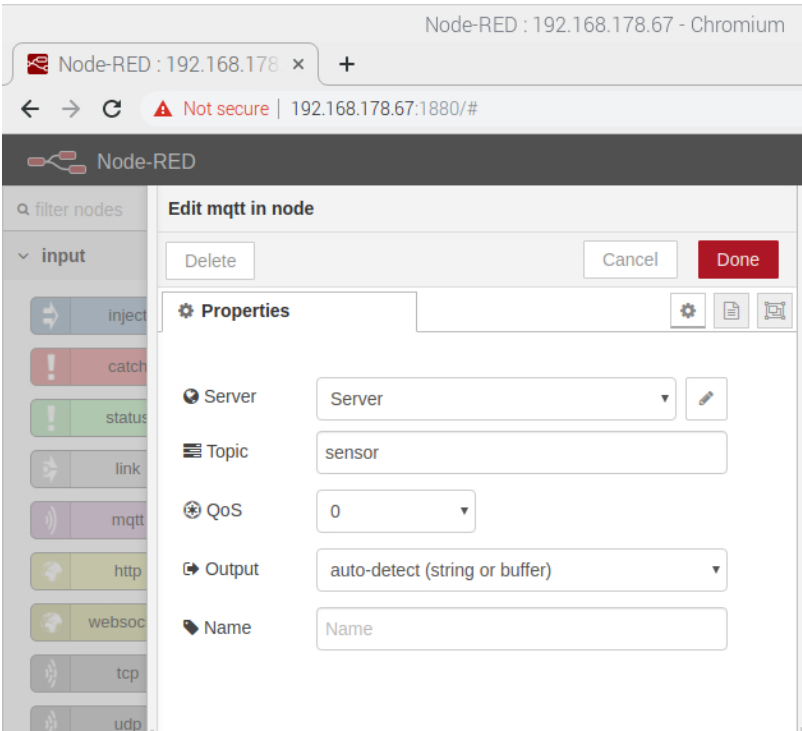 Node-RED : 192.168.178.67 - Chromium
Node-RED : 192.168.178
Not secure | 192.168.178.67:1880/#
Node-RED
filter nodes
Edit mqtt in node
input
Delete
Cancel
Done
Properties
inject
catch
status
link
mqtt
http
websoc
tcp
udp
Server
Server
Topic
sensor
QoS
0
Output
auto-detect (string or buffer)
Name
Name